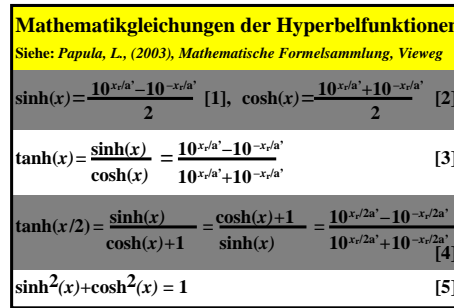 Mathematikgleichungen der Hyperbelfunktionen
Siehe: Papula, L., (2003), Mathematische Formelsammlung, Vieweg
sinh(x)=(10^{x_r/a'}−10^{−x_r/a'})/2 [1], cosh(x)=(10^{x_r/a'}+10^{−x_r/a'})/2 [2]
tanh(x)=sinh(x)/cosh(x) = (10^{x_r/a'}−10^{−x_r/a'})/(10^{x_r/a'}+10^{−x_r/a'}) [3]
tanh(x/2)=sinh(x)/(cosh(x)+1) = (cosh(x)+1)/sinh(x) = (10^{x_r/2a'}−10^{−x_r/2a'})/(10^{x_r/2a'}+10^{−x_r/2a'}) [4]
sinh²(x)+cosh²(x) = 1 [5]